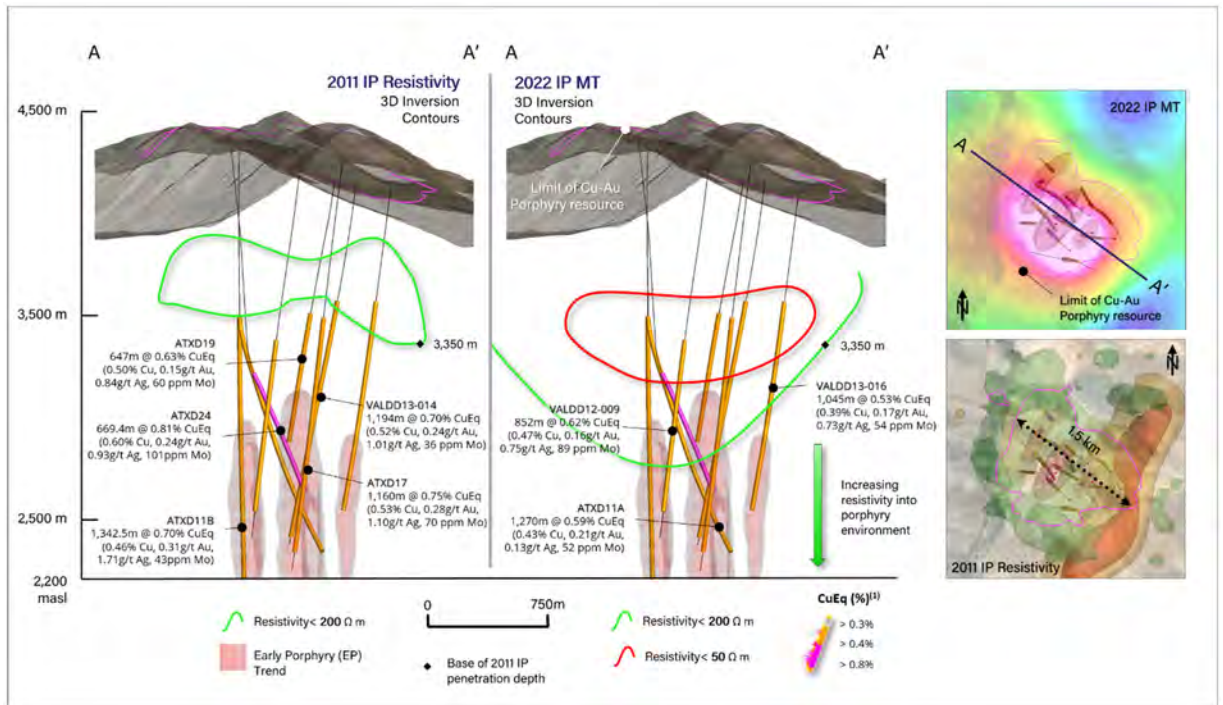 A
A'
2011 IP Resistivity
3D Inversion
Contours
A
A'
2022 IP MT
3D Inversion
Contours
4,500 m
3,500 m
2,500 m
2,200
masl
Limit of Cu-Au
Porphyry resource
3,350 m
ATXD19
647m @ 0.63% CuEq
(0.50% Cu, 0.15g/t Au,
0.84g/t Ag, 60 ppm Mo)
ATXD24
669.4m @ 0.81% CuEq
(0.60% Cu, 0.24g/t Au,
0.93g/t Ag, 101ppm Mo)
ATXD11B
1,342.5m @ 0.70% CuEq
(0.46% Cu, 0.31g/t Au,
1.71g/t Ag, 43ppm Mo)
VALDD13-014
1,194m @ 0.70% CuEq
(0.52% Cu, 0.24g/t Au,
1.01g/t Ag, 36 ppm Mo)
ATXD17
1,160m @ 0.75% CuEq
(0.53% Cu, 0.28g/t Au,
1.10g/t Ag, 70 ppm Mo)
3,350 m
VALDD12-009
852m @ 0.62% CuEq
(0.47% Cu, 0.16g/t Au,
0.75g/t Ag, 89 ppm Mo)
ATXD11A
1,270m @ 0.59% CuEq
(0.43% Cu, 0.21g/t Au,
0.13g/t Ag, 52 ppm Mo)
VALDD13-016
1,045m @ 0.53% CuEq
(0.39% Cu, 0.17g/t Au,
0.73g/t Ag, 54 ppm Mo)
Increasing
resistivity into
porphyry
environment
Resistivity< 200 Ω m
Early Porphyry (EP)
Trend
0
750m
Base of 2011 IP
penetration depth
Resistivity< 200 Ω m
Resistivity< 50 Ω m
CuEq (%)(1)
> 0.3%
> 0.4%
> 0.8%
2022 IP MT
A
A'
N
Limit of Cu-Au
Porphyry resource
N
1.5 km
2011 IP Resistivity